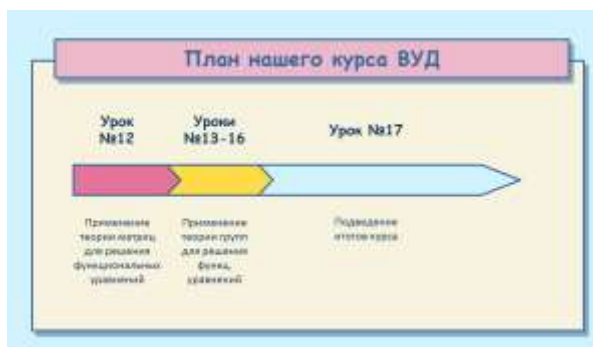 План нашего курса ВУД
Урок
№12
Уроки
№13-16
Урок №17
Применение
теории матриц
для решения
функциональных
уравнений
Применение
теории групп
для решения
функц.
уравнений
Подведение
итогов курса